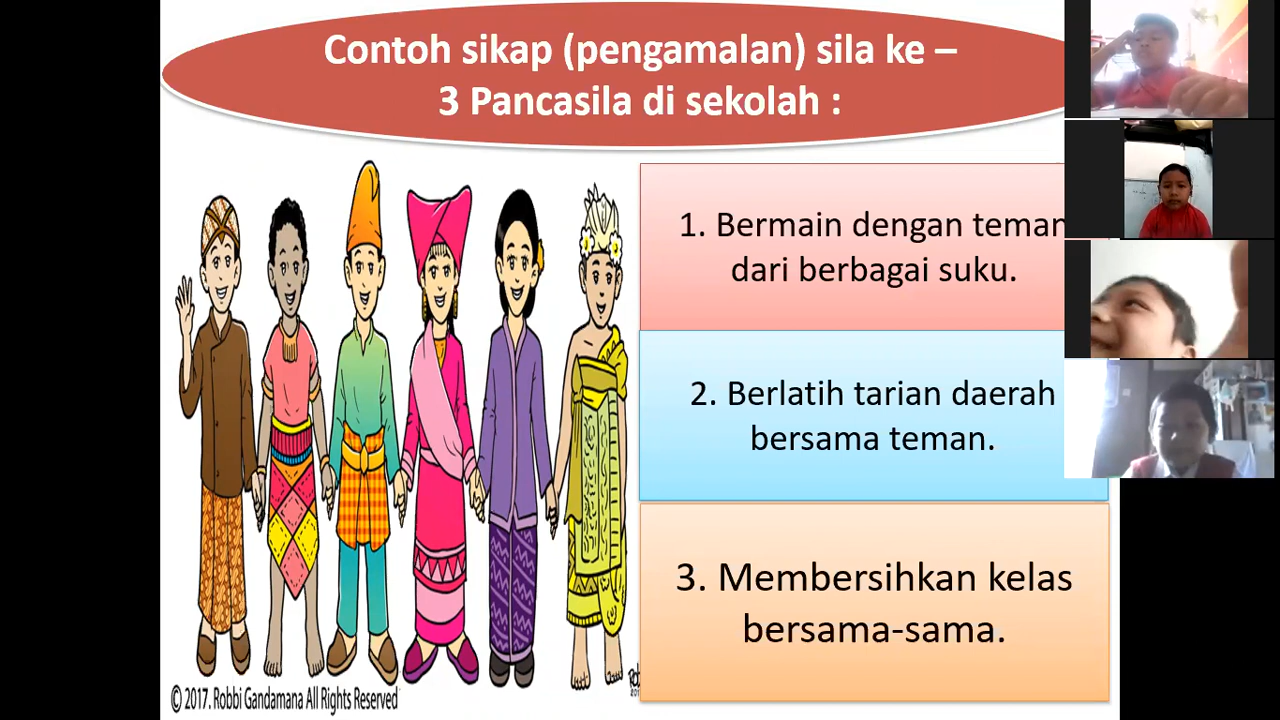 Contoh sikap (pengamalan) sila ke –
3 Pancasila di sekolah :
1. Bermain dengan teman
dari berbagai suku.
2. Berlatih tarian daerah
bersama teman.
3. Membersihkan kelas
bersama-sama.
© 2017. Robbi Gandamana All Rights Reserved